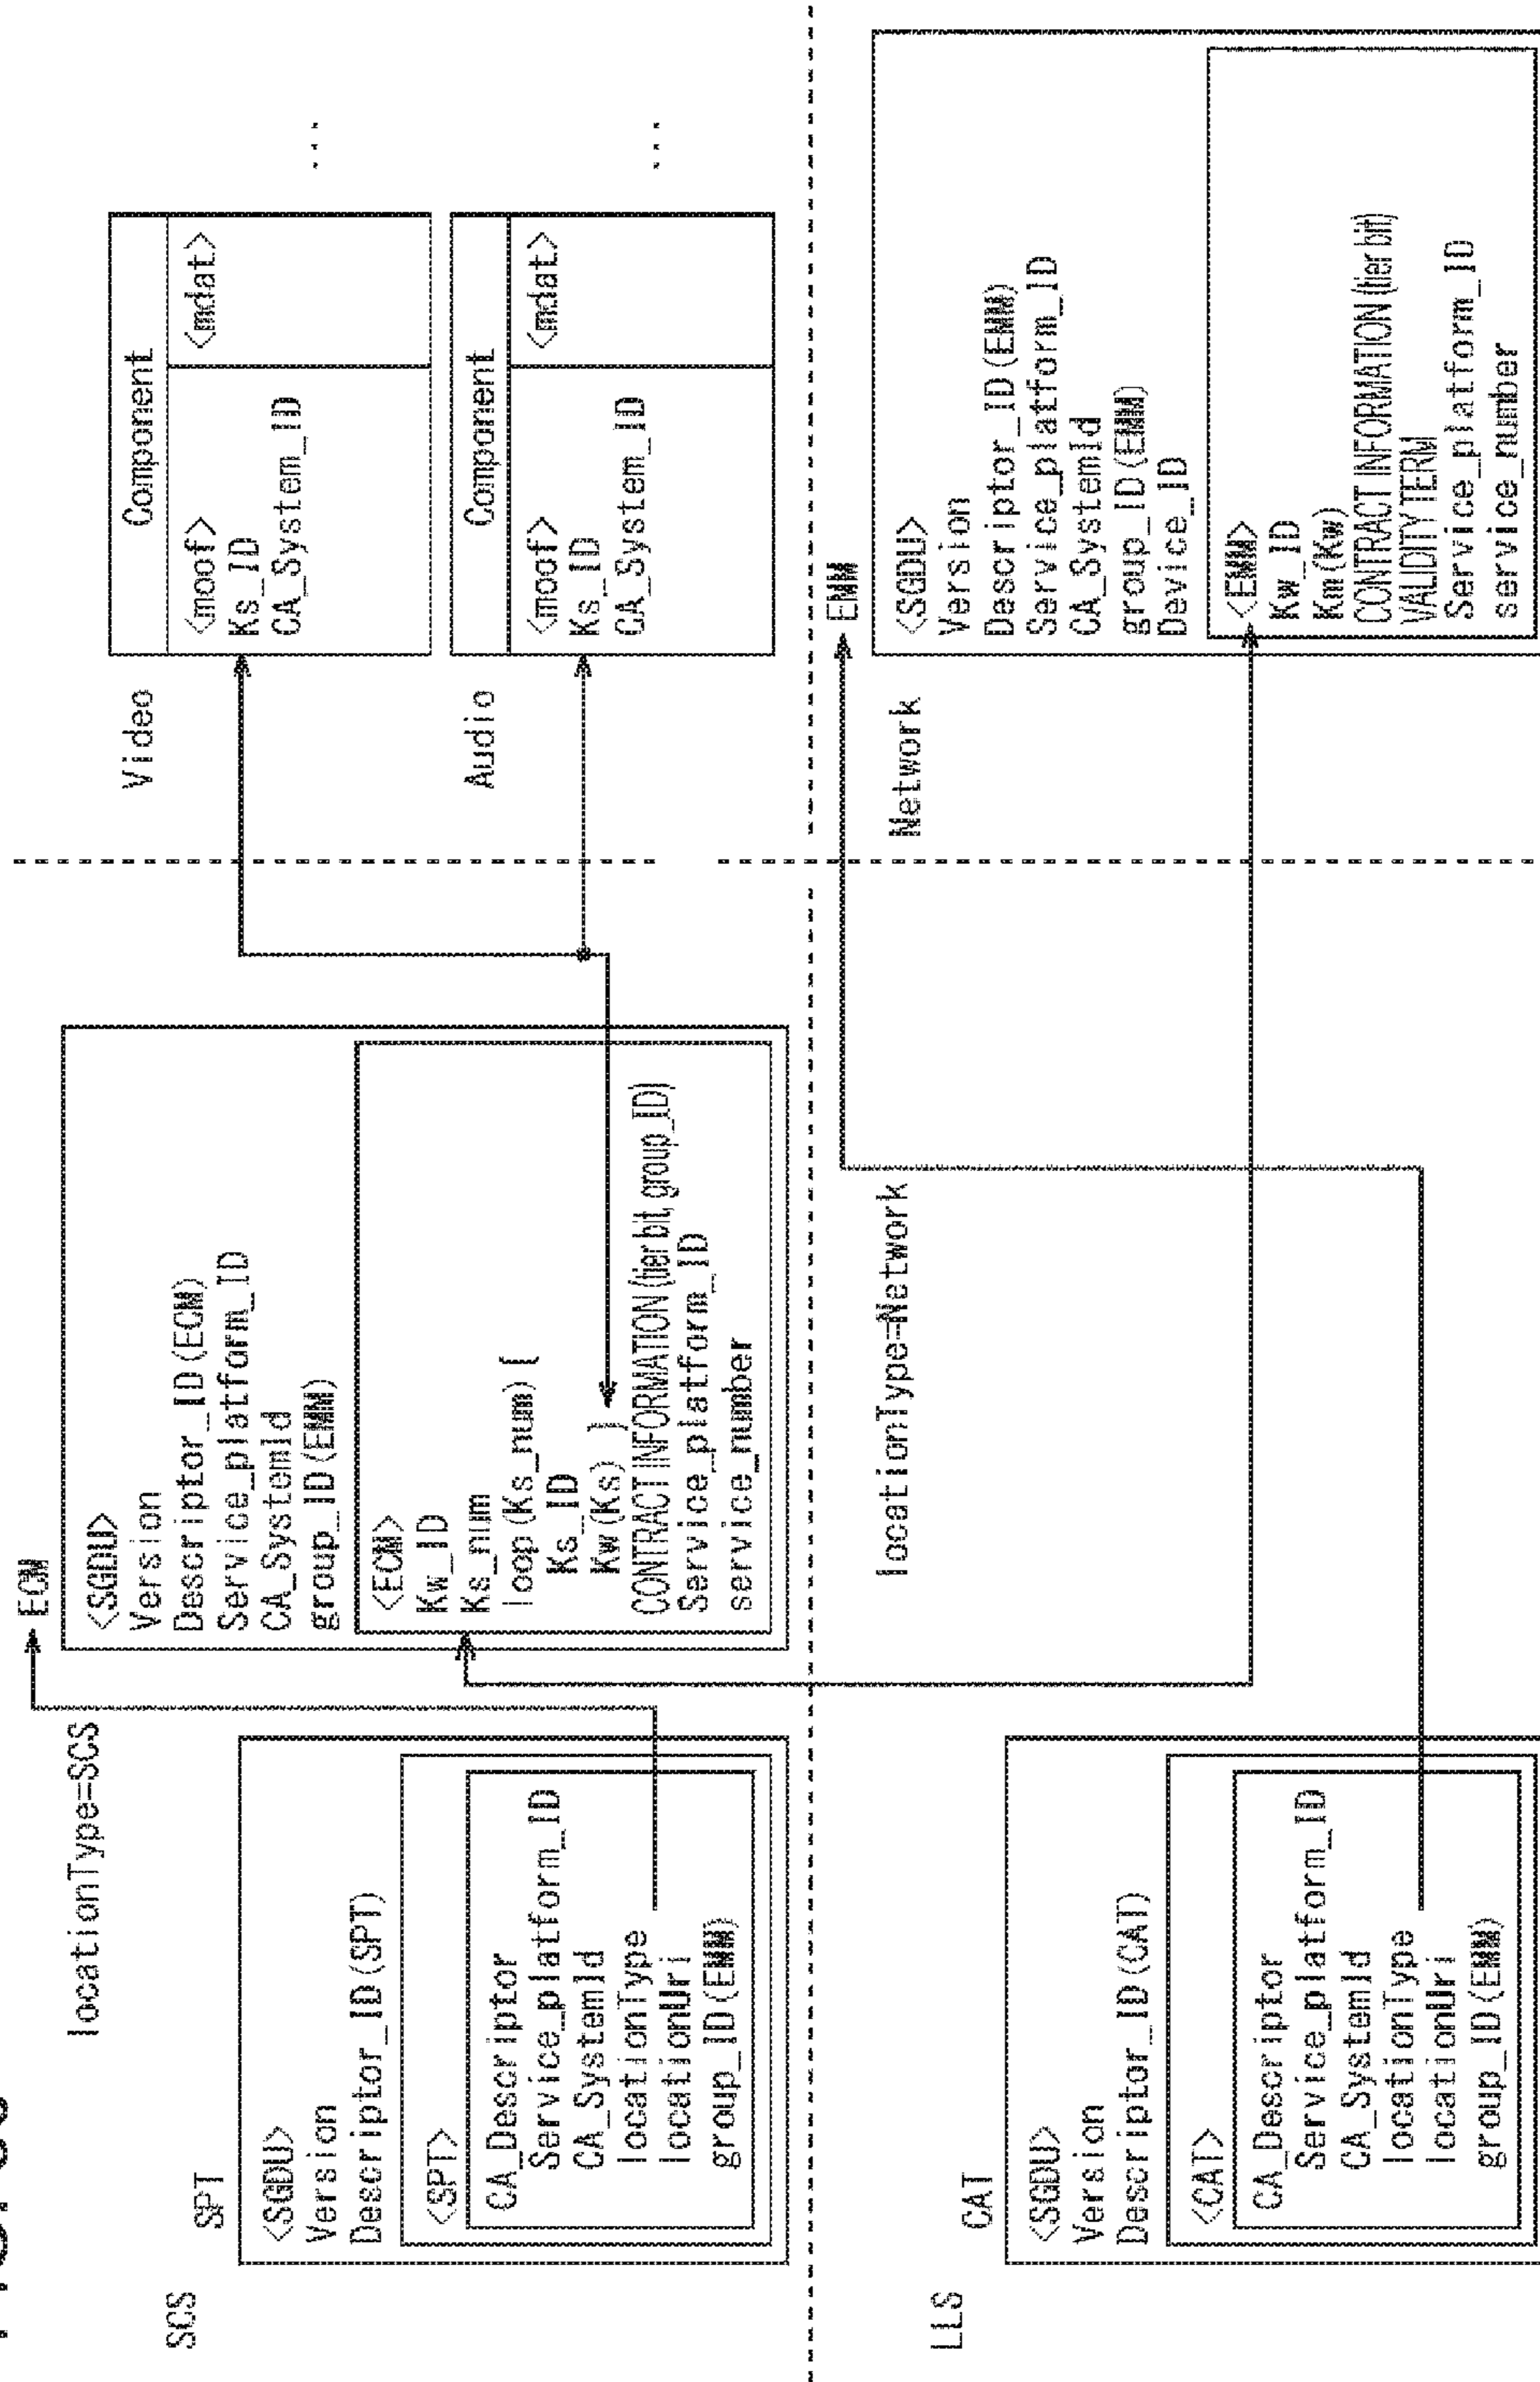 SCS
locationType=SCS
SPT
<SGDU>
Version
Descriptor_ID(SPT)
<SPT>
CA_Descriptor
Service_platform_ID
CA_SystemId
locationType
locationUri
group_ID(EMM)
ECM
<SGDU>
Version
Descriptor_ID(ECM)
Service_platform_ID
CA_SystemId
group_ID(EMM)
<ECM>
Kw_ID
Ks_num
loop(Ks_num) {
Ks_ID
Kw(Ks) }
CONTRACT INFORMATION (tier bit, group_ID)
Service_platform_ID
service_number
Video
Component
<moof>
Ks_ID
CA_System_ID
<mdat>
...
Audio
Component
<moof>
Ks_ID
CA_System_ID
<mdat>
...
LLS
CAT
<SGDU>
Version
Descriptor_ID(CAT)
<CAT>
CA_Descriptor
Service_platform_ID
CA_SystemId
locationType
locationUri
group_ID(EMM)
locationType=Network
Network
EMM
<SGDU>
Version
Descriptor_ID(EMM)
Service_platform_ID
CA_SystemId
group_ID(EMM)
Device_ID
<EMM>
Kw_ID
Km(Kw)
CONTRACT INFORMATION (tier bit)
VALIDITY TERM
Service_platform_ID
service_number